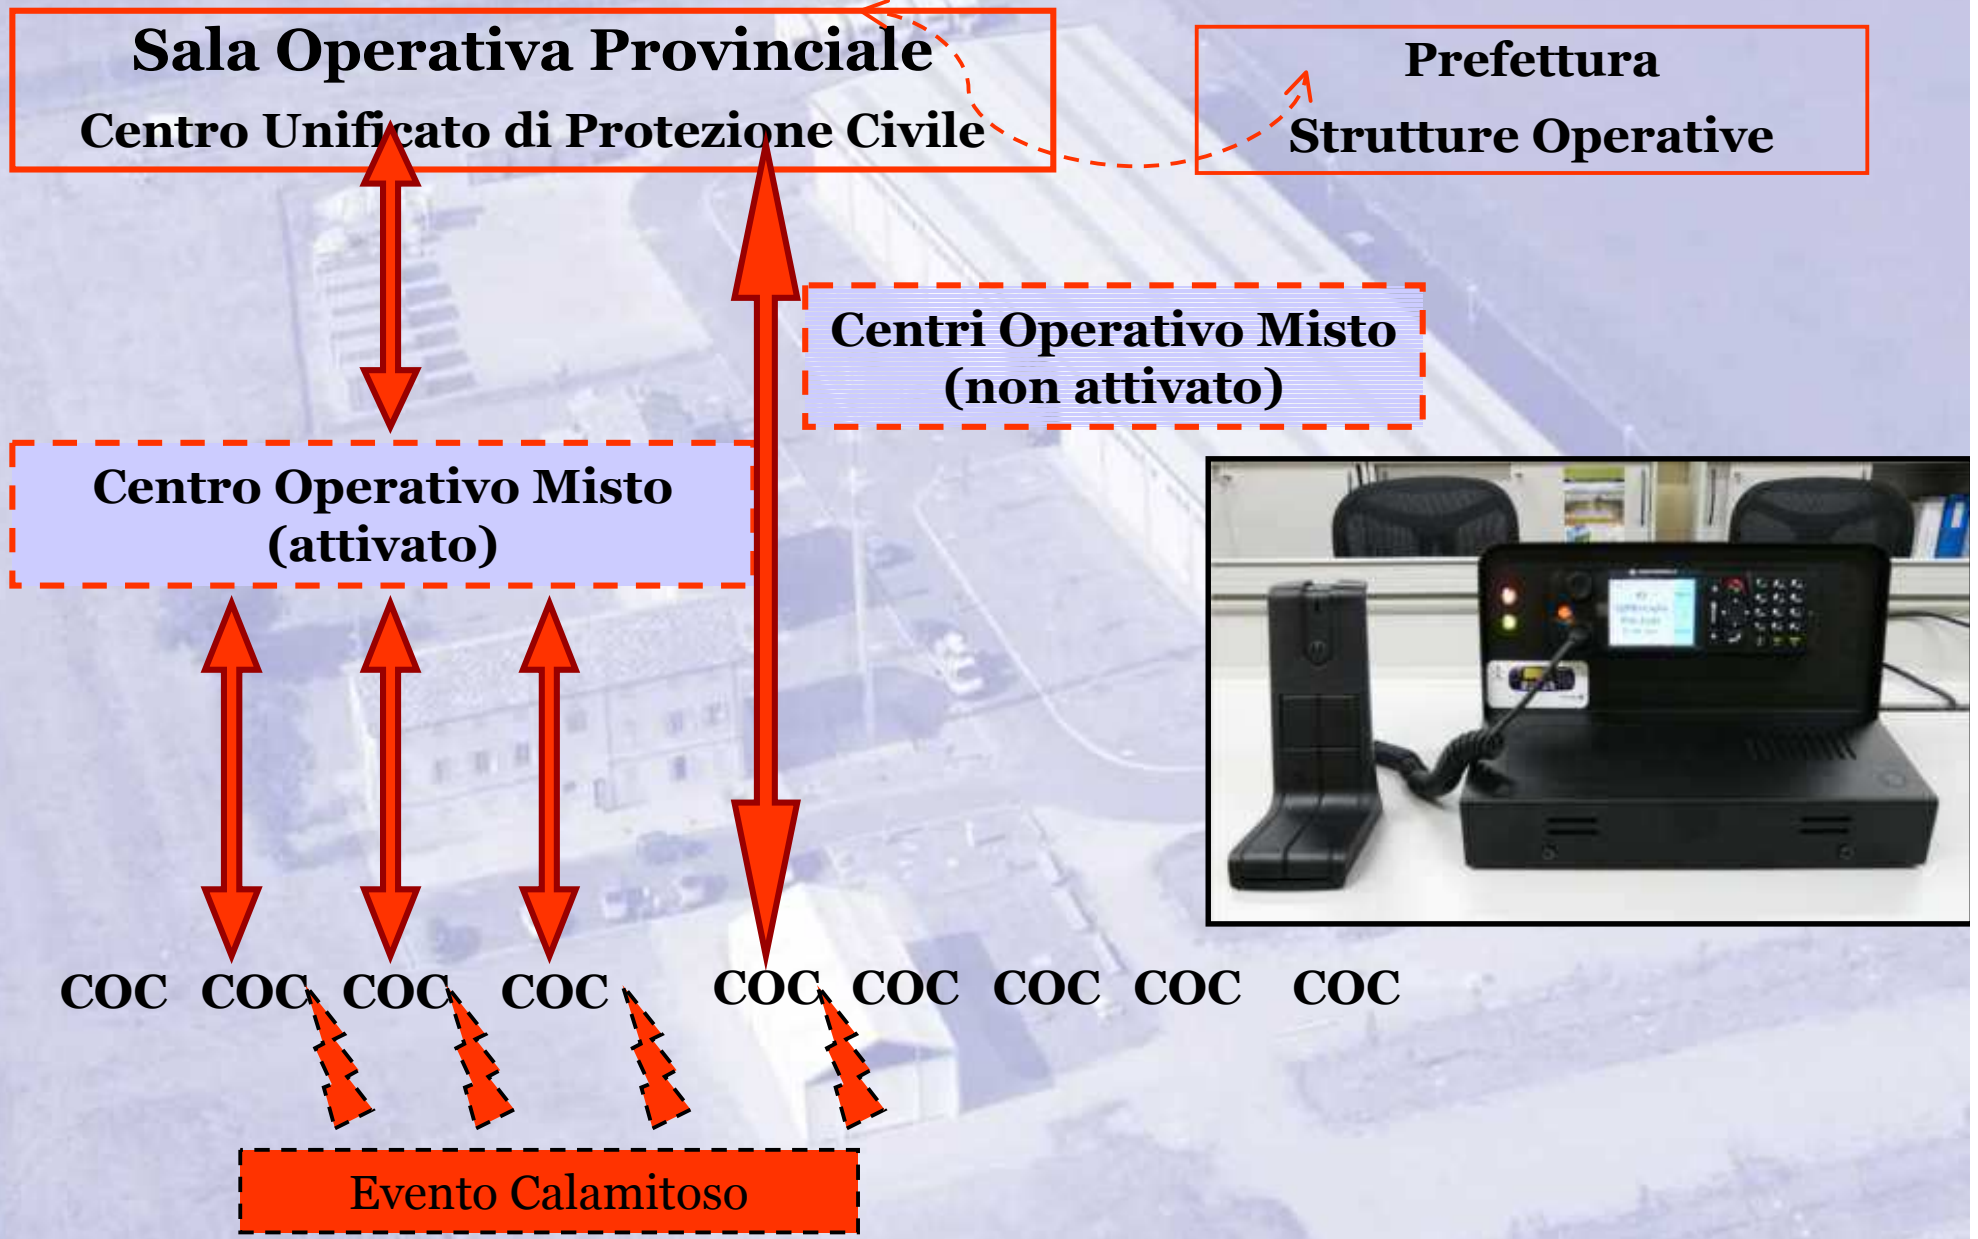 Sala Operativa Provinciale
Centro Unificato di Protezione Civile
Prefettura
Strutture Operative
Centri Operativo Misto
(non attivato)
Centro Operativo Misto
(attivato)
COC COC COC COC COC COC COC COC COC
Evento Calamitoso